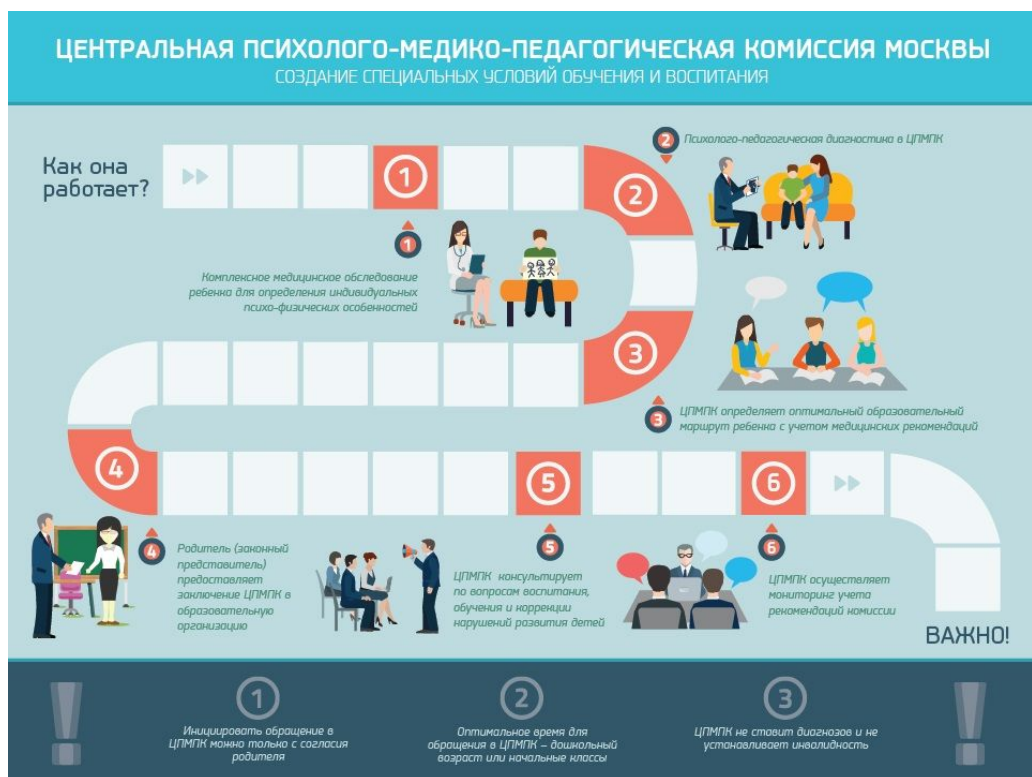 ЦЕНТРАЛЬНАЯ ПСИХОЛОГО-МЕДИКО-ПЕДАГОГИЧЕСКАЯ КОМИССИЯ МОСКВЫ
СОЗДАНИЕ СПЕЦИАЛЬНЫХ УСЛОВИЙ ОБУЧЕНИЯ И ВОСПИТАНИЯ
Как она
работает?
1
2
2
Психолого-педагогическая диагностика в ЦПМПК
1
Комплексное медицинское обследование
ребенка для определения индивидуальных
психо-физических особенностей
3
3
ЦПМПК определяет оптимальный образовательный
маршрут ребенка с учетом медицинских рекомендаций
4
5
6
4
Родитель (законный
представитель)
предоставляет
заключение ЦПМПК в
образовательную
организацию
5
ЦПМПК консультирует
по вопросам воспитания,
обучения и коррекции
нарушений развития детей
6
ЦПМПК осуществляет
мониторинг учета
рекомендаций комиссии
ВАЖНО!
!
1
Инициировать обращение в
ЦПМПК можно только с согласия
родителя
2
Оптимальное время для
обращения в ЦПМПК – дошкольный
возраст или начальные классы
3
ЦПМПК не ставит диагнозов и не
устанавливает инвалидность
!